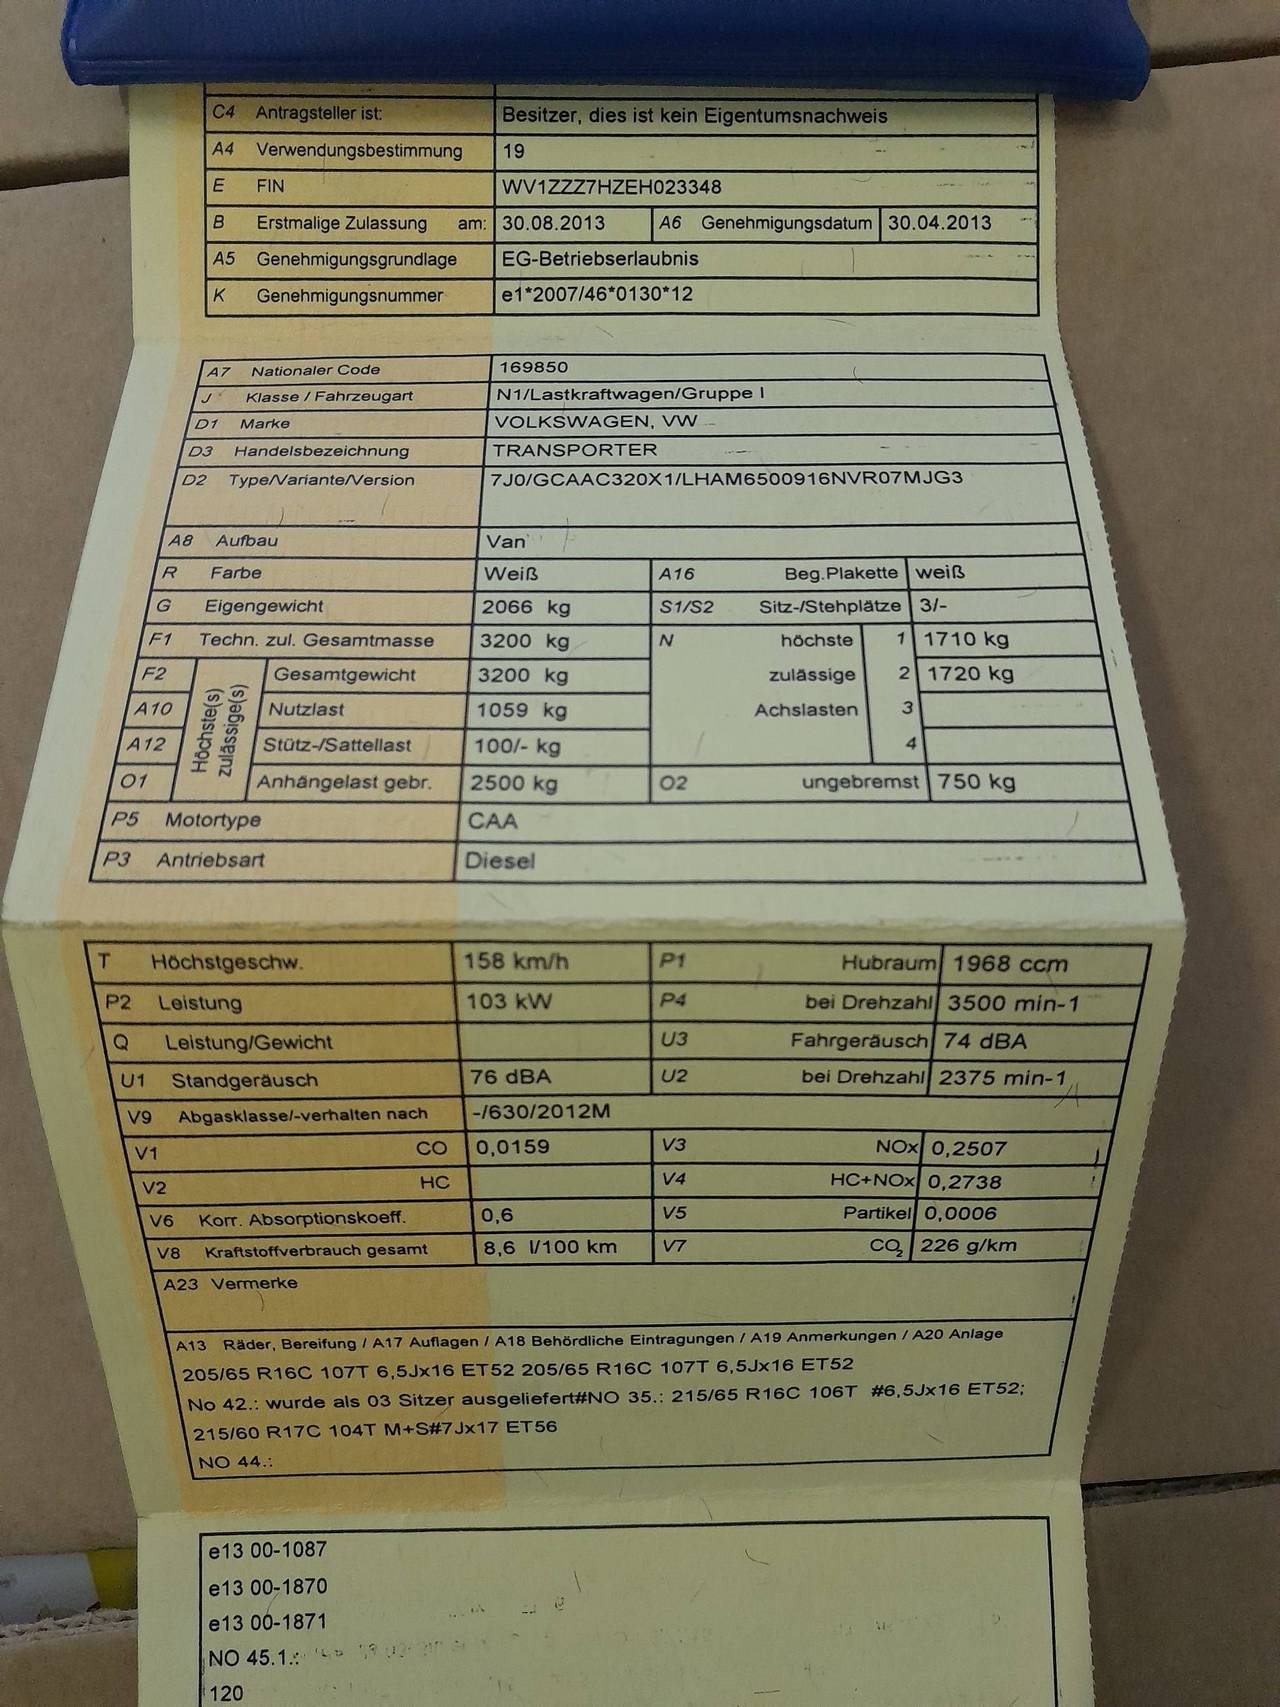 C4 Antragsteller ist: Besitzer, dies ist kein Eigentumsnachweis
A4 Verwendungsbestimmung 19
E FIN WV1ZZZ7HZEH023348
B Erstmalige Zulassung am: 30.08.2013 A6 Genehmigungsdatum 30.04.2013
A5 Genehmigungsgrundlage EG-Betriebserlaubnis
K Genehmigungsnummer e1*2007/46*0130*12
A7 Nationaler Code 169850
J Klasse / Fahrzeugart N1/Lastkraftwagen/Gruppe I
D1 Marke VOLKSWAGEN, VW
D3 Handelsbezeichnung TRANSPORTER
D2 Type/Variante/Version 7J0/GCAAC320X1/LHAM6500916NVR07MJG3
A8 Aufbau Van
R Farbe Weiß A16 Beg.Plakette weiß
G Eigengewicht 2066 kg S1/S2 Sitz-/Stehplätze 3/-
F1 Techn. zul. Gesamtmasse 3200 kg N höchste 1 1710 kg
F2 Höchste(s) zulässige(s) Gesamtgewicht 3200 kg zulässige 2 1720 kg
A10 Nutzlast 1059 kg Achslasten 3
A12 Stütz-/Sattellast 100/- kg 4
O1 Anhängelast gebr. 2500 kg O2 ungebremst 750 kg
P5 Motortype CAA
P3 Antriebsart Diesel
T Höchstgeschw. 158 km/h P1 Hubraum 1968 ccm
P2 Leistung 103 kW P4 bei Drehzahl 3500 min-1
Q Leistung/Gewicht U3 Fahrgeräusch 74 dBA
U1 Standgeräusch 76 dBA U2 bei Drehzahl 2375 min-1
V9 Abgasklasse/-verhalten nach -/630/2012M
V1 CO 0,0159 V3 NOx 0,2507
V2 HC V4 HC+NOx 0,2738
V6 Korr. Absorptionskoeff. 0,6 V5 Partikel 0,0006
V8 Kraftstoffverbrauch gesamt 8,6 l/100 km V7 CO2 226 g/km
A23 Vermerke
A13 Räder, Bereifung / A17 Auflagen / A18 Behördliche Eintragungen / A19 Anmerkungen / A20 Anlage
205/65 R16C 107T 6,5Jx16 ET52 205/65 R16C 107T 6,5Jx16 ET52
No 42.: wurde als 03 Sitzer ausgeliefert#NO 35.: 215/65 R16C 106T #6,5Jx16 ET52;
215/60 R17C 104T M+S#7Jx17 ET56
NO 44.:
e13 00-1087
e13 00-1870
e13 00-1871
NO 45.1.:
120